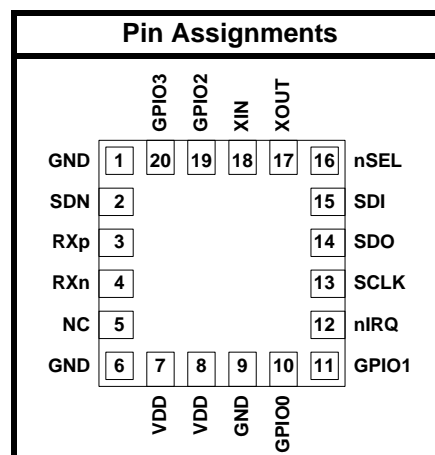 Pin Assignments
GPIO3 GPIO2 XIN XOUT
GND 1 20 19 18 17 16 nSEL
SDN 2 15 SDI
RXp 3 14 SDO
RXn 4 13 SCLK
NC 5 12 nIRQ
GND 6 7 8 9 10 11 GPIO1
VDD VDD GND GPIO0